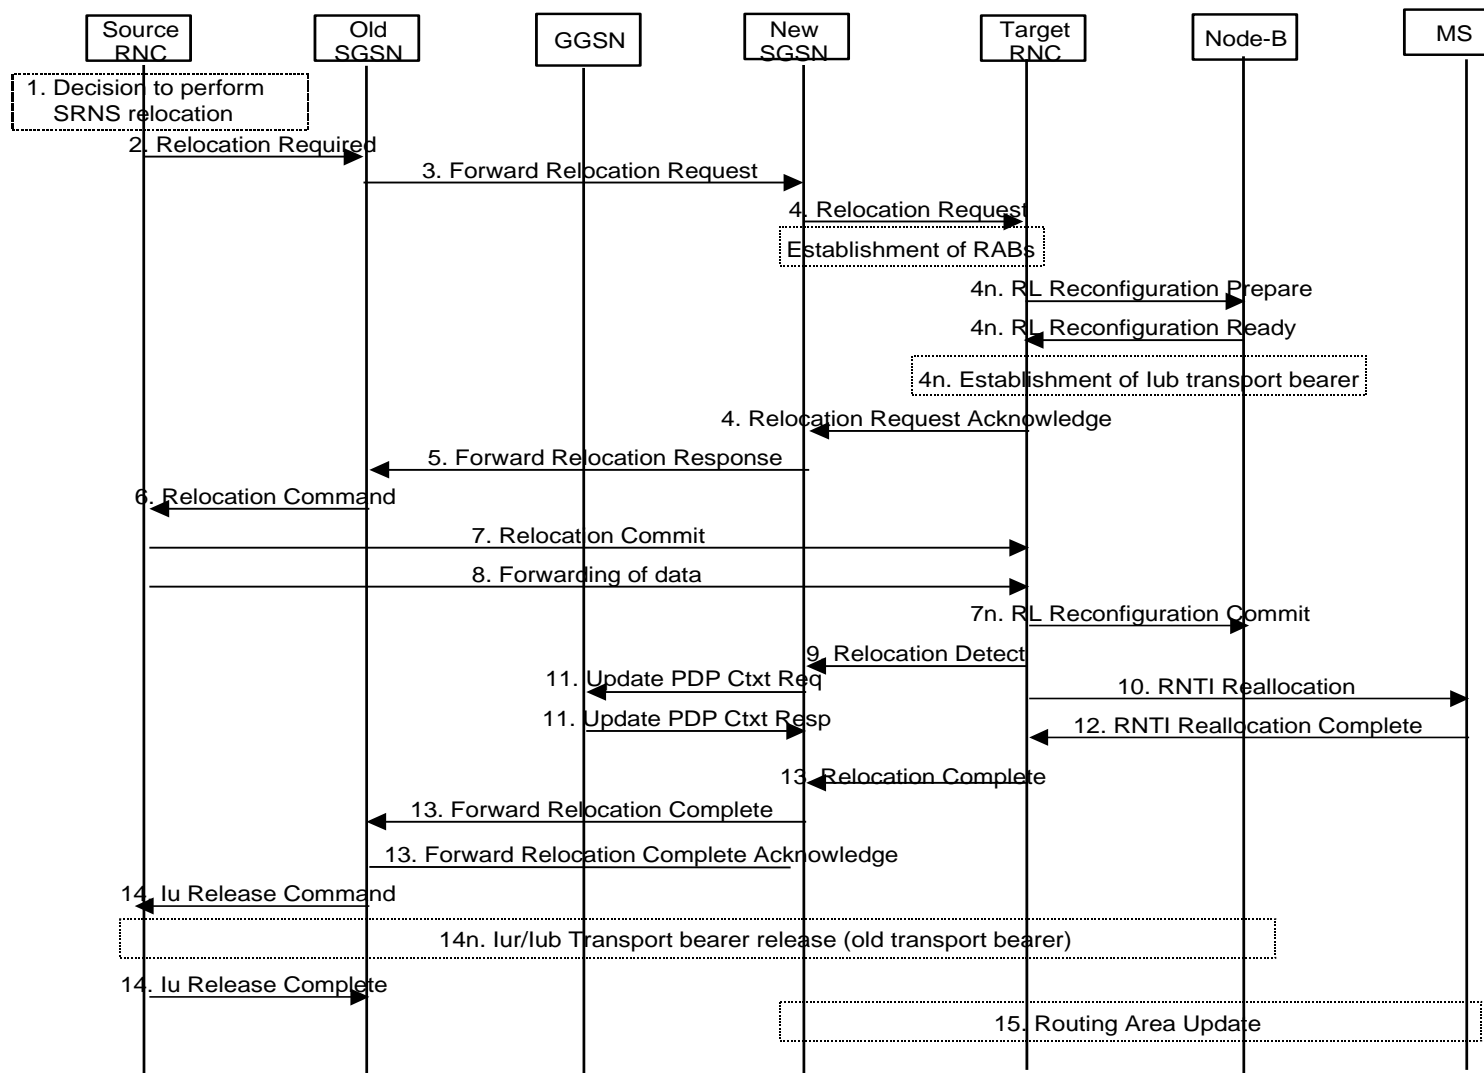 Source
RNC
Old
SGSN
GGSN
New
SGSN
Target
RNC
Node-B
MS
1. Decision to perform
SRNS relocation
2. Relocation Required
3. Forward Relocation Request
4. Relocation Request
Establishment of RABs
4n. RL Reconfiguration Prepare
4n. RL Reconfiguration Ready
4n. Establishment of Iub transport bearer
4. Relocation Request Acknowledge
5. Forward Relocation Response
6. Relocation Command
7. Relocation Commit
8. Forwarding of data
7n. RL Reconfiguration Commit
9. Relocation Detect
11. Update PDP Ctxt Req
10. RNTI Reallocation
11. Update PDP Ctxt Resp
12. RNTI Reallocation Complete
13. Relocation Complete
13. Forward Relocation Complete
13. Forward Relocation Complete Acknowledge
14. Iu Release Command
14n. Iur/Iub Transport bearer release (old transport bearer)
14. Iu Release Complete
15. Routing Area Update